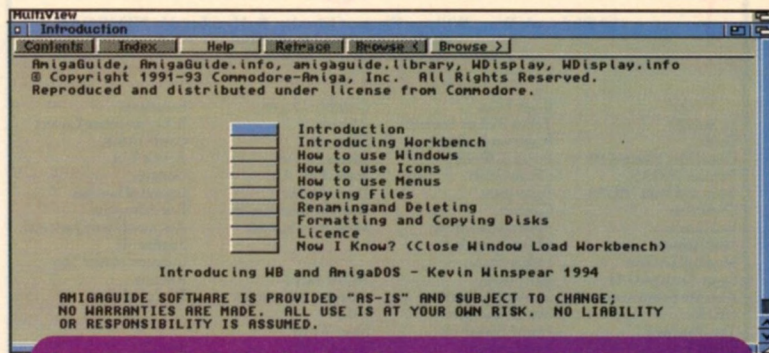 MultiView
Introduction
Contents Index Help Retrace Browse < Browse >
AmigaGuide, AmigaGuide.info, amigaguide.library, WDisplay, WDisplay.info
© Copyright 1991-93 Commodore-Amiga, Inc. All Rights Reserved.
Reproduced and distributed under license from Commodore.
Introduction
Introducing Workbench
How to use Windows
How to use Icons
How to use Menus
Copying Files
Renamingand Deleting
Formatting and Copying Disks
Licence
Now I Know? (Close Window Load Workbench)
Introducing WB and AmigaDOS - Kevin Winspear 1994
AMIGAGUIDE SOFTWARE IS PROVIDED "AS-IS" AND SUBJECT TO CHANGE;
NO WARRANTIES ARE MADE. ALL USE IS AT YOUR OWN RISK. NO LIABILITY
OR RESPONSIBILITY IS ASSUMED.